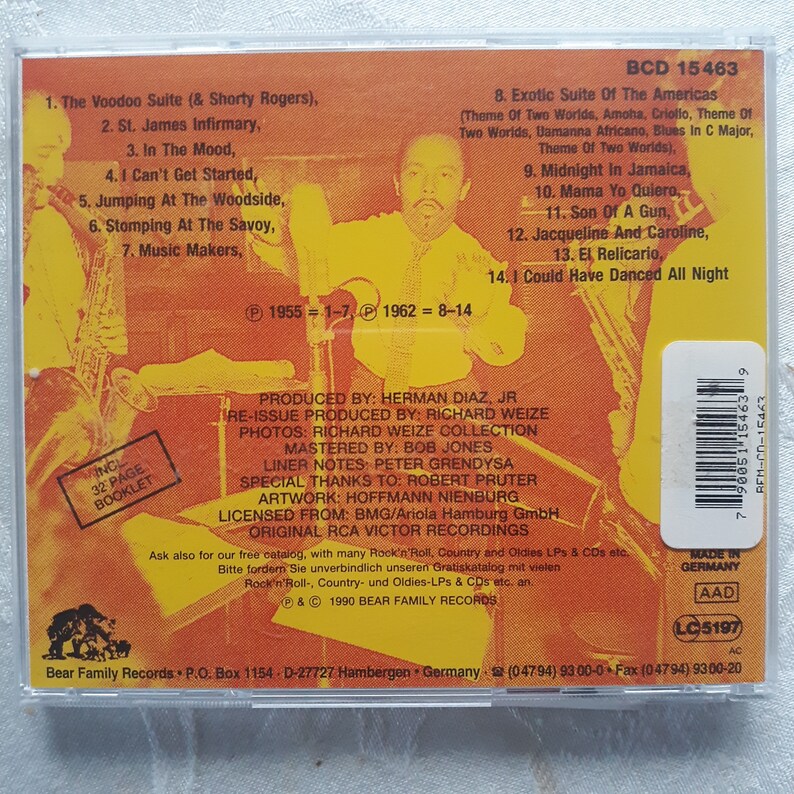 BCD 15463
1. The Voodoo Suite (& Shorty Rogers),
2. St. James Infirmary,
3. In The Mood,
4. I Can't Get Started,
5. Jumping At The Woodside,
6. Stomping At The Savoy,
7. Music Makers,
8. Exotic Suite Of The Americas
(Theme Of Two Worlds, Amoha, Criollo, Theme Of
Two Worlds, Uamanna Africano, Blues In C Major,
Theme Of Two Worlds),
9. Midnight In Jamaica,
10. Mama Yo Quiero,
11. Son Of A Gun,
12. Jacqueline And Caroline,
13. El Relicario,
14. I Could Have Danced All Night
Ⓟ 1955 = 1–7, Ⓟ 1962 = 8–14
PRODUCED BY: HERMAN DIAZ, JR
RE-ISSUE PRODUCED BY: RICHARD WEIZE
PHOTOS: RICHARD WEIZE COLLECTION
MASTERED BY: BOB JONES
LINER NOTES: PETER GRENDYSA
SPECIAL THANKS TO: ROBERT PRUTER
ARTWORK: HOFFMANN NIENBURG
LICENSED FROM: BMG/Ariola Hamburg GmbH
ORIGINAL RCA VICTOR RECORDINGS
INCL.
32 PAGE
BOOKLET
Ask also for our free catalog, with many Rock'n'Roll, Country and Oldies LPs & CDs etc.
Bitte fordern Sie unverbindlich unseren Gratiskatalog mit vielen
Rock'n'Roll-, Country- und Oldies-LPs & CDs etc. an.
Ⓟ & © 1990 BEAR FAMILY RECORDS
7 90051 15463 9
BFM-CD-15463
MADE IN
GERMANY
AAD
LC 5197
AC
Bear Family Records • P.O. Box 1154 · D-27727 Hambergen · Germany · ☎ (0 47 94) 93 00-0 · Fax (0 47 94) 93 00-20